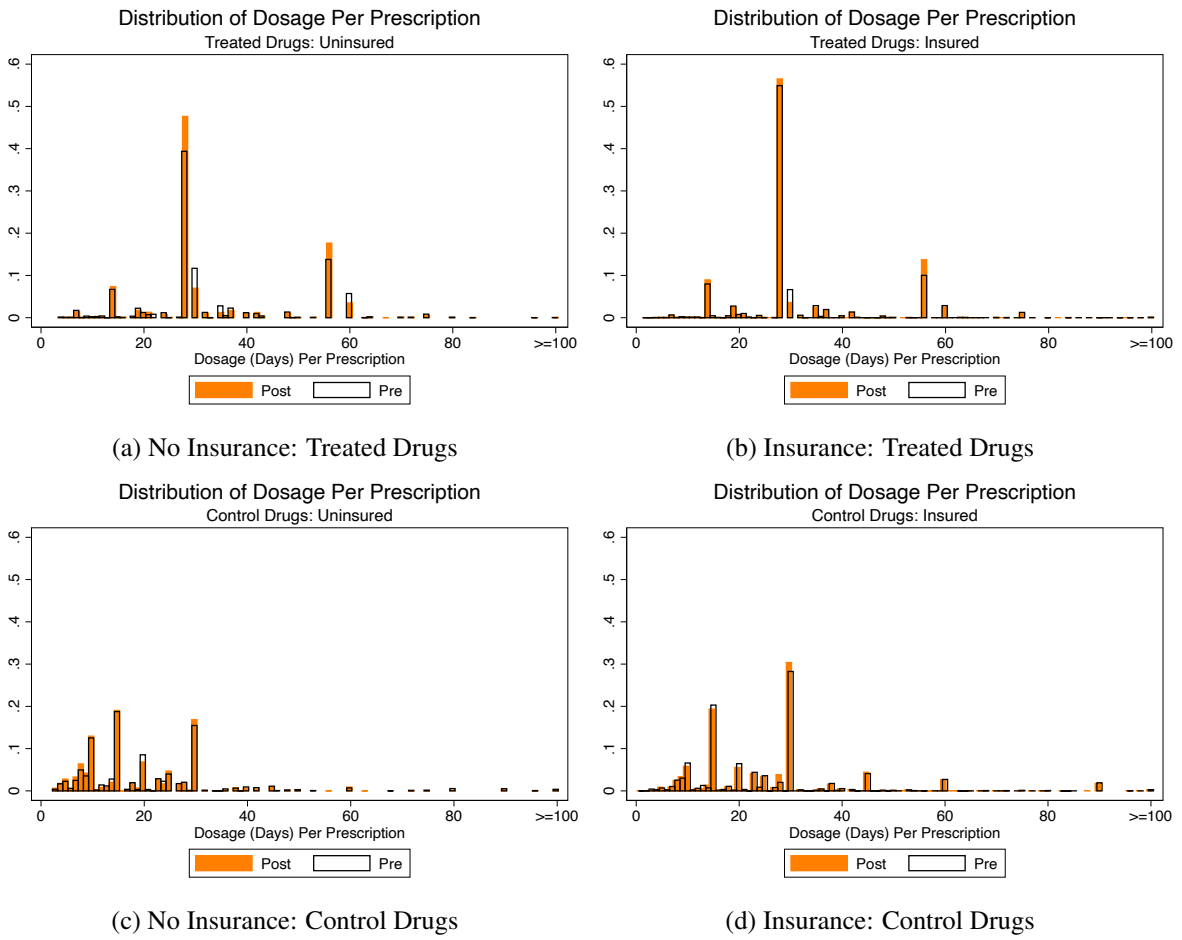 Distribution of Dosage Per Prescription
Treated Drugs: Uninsured
.6
.5
.4
.3
.2
.1
0
0 20 40 60 80 >=100
Dosage (Days) Per Prescription
Post Pre
(a) No Insurance: Treated Drugs
Distribution of Dosage Per Prescription
Treated Drugs: Insured
.6
.5
.4
.3
.2
.1
0
0 20 40 60 80 >=100
Dosage (Days) Per Prescription
Post Pre
(b) Insurance: Treated Drugs
Distribution of Dosage Per Prescription
Control Drugs: Uninsured
.6
.5
.4
.3
.2
.1
0
0 20 40 60 80 >=100
Dosage (Days) Per Prescription
Post Pre
(c) No Insurance: Control Drugs
Distribution of Dosage Per Prescription
Control Drugs: Insured
.6
.5
.4
.3
.2
.1
0
0 20 40 60 80 >=100
Dosage (Days) Per Prescription
Post Pre
(d) Insurance: Control Drugs